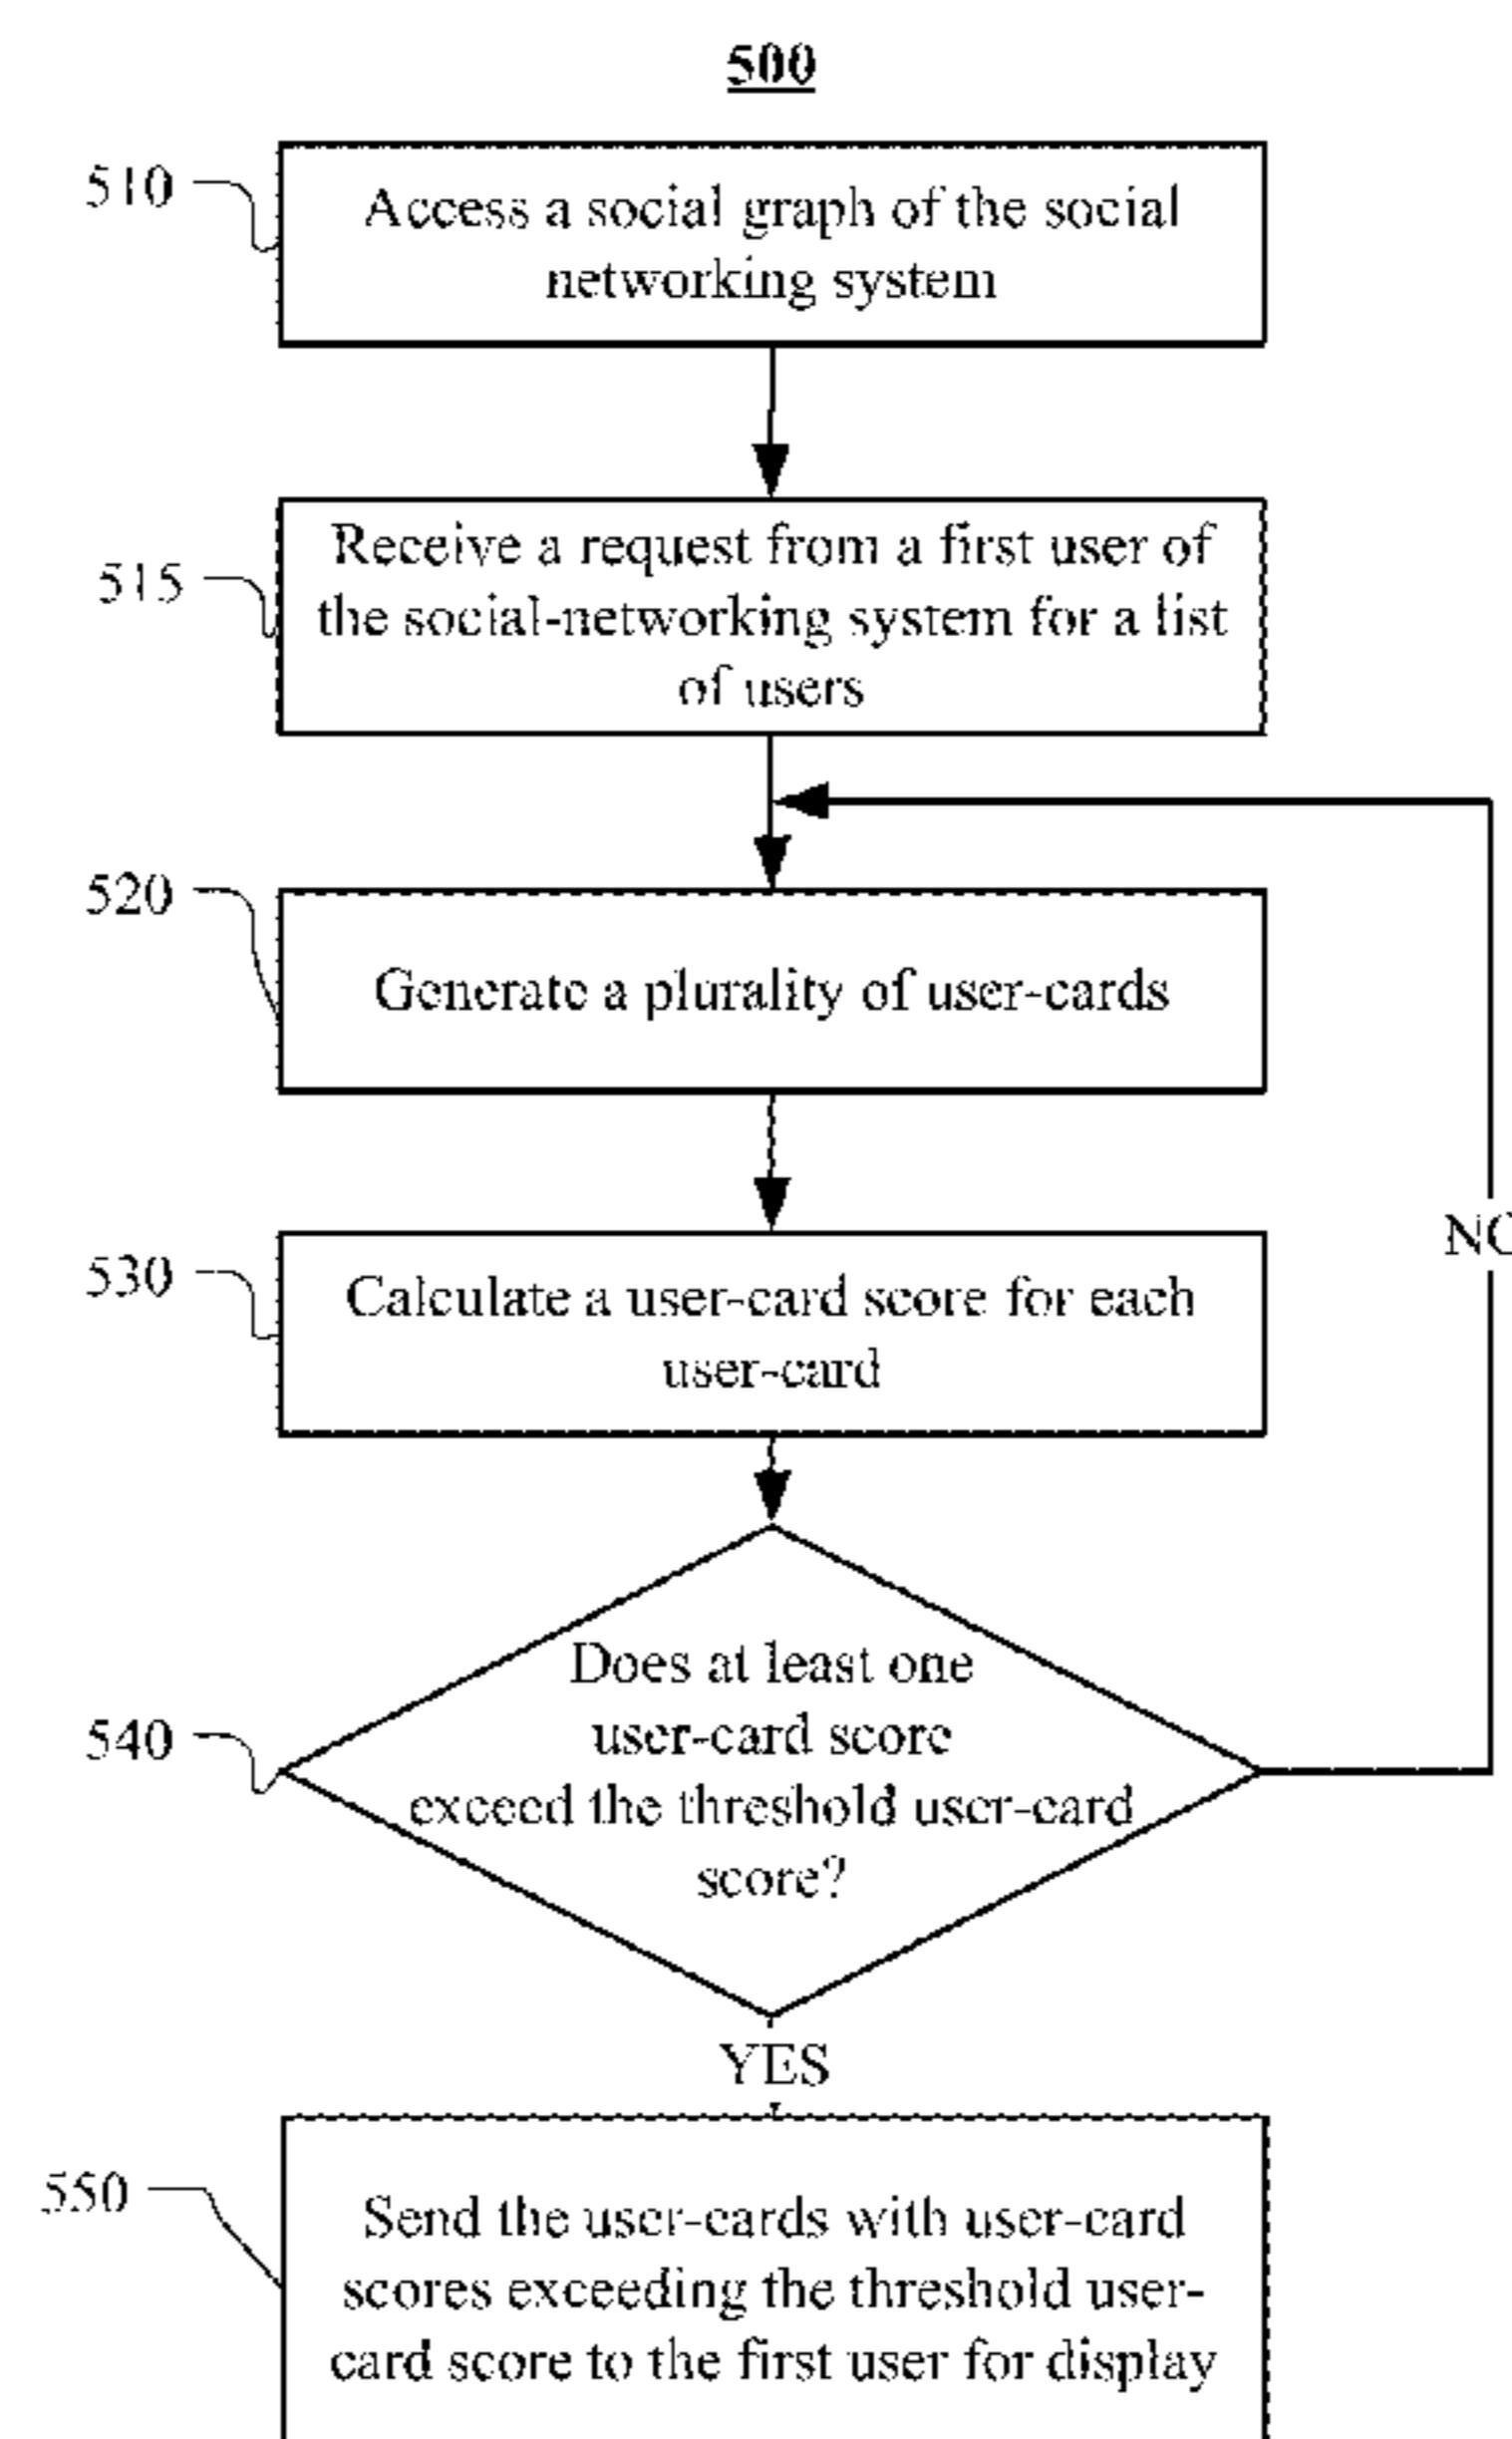 500
510
Access a social graph of the social
networking system
515
Receive a request from a first user of
the social-networking system for a list
of users
520
Generate a plurality of user-cards
NO
530
Calculate a user-card score for each
user-card
540
Does at least one
user-card score
exceed the threshold user-card
score?
YES
550
Send the user-cards with user-card
scores exceeding the threshold user-
card score to the first user for display